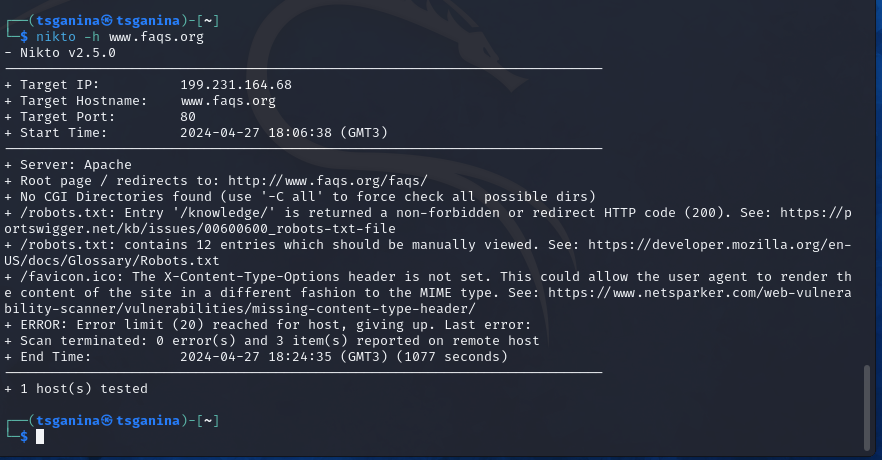 ┌──(tsganina㉿tsganina)-[~]
└─$ nikto -h www.faqs.org
- Nikto v2.5.0
---------------------------------------------------------------------------
+ Target IP:          199.231.164.68
+ Target Hostname:    www.faqs.org
+ Target Port:        80
+ Start Time:         2024-04-27 18:06:38 (GMT3)
---------------------------------------------------------------------------
+ Server: Apache
+ Root page / redirects to: http://www.faqs.org/faqs/
+ No CGI Directories found (use '-C all' to force check all possible dirs)
+ /robots.txt: Entry '/knowledge/' is returned a non-forbidden or redirect HTTP code (200). See: https://p
ortswigger.net/kb/issues/00600600_robots-txt-file
+ /robots.txt: contains 12 entries which should be manually viewed. See: https://developer.mozilla.org/en-
US/docs/Glossary/Robots.txt
+ /favicon.ico: The X-Content-Type-Options header is not set. This could allow the user agent to render th
e content of the site in a different fashion to the MIME type. See: https://www.netsparker.com/web-vulnera
bility-scanner/vulnerabilities/missing-content-type-header/
+ ERROR: Error limit (20) reached for host, giving up. Last error:
+ Scan terminated: 0 error(s) and 3 item(s) reported on remote host
+ End Time:           2024-04-27 18:24:35 (GMT3) (1077 seconds)
---------------------------------------------------------------------------
+ 1 host(s) tested
┌──(tsganina㉿tsganina)-[~]
└─$